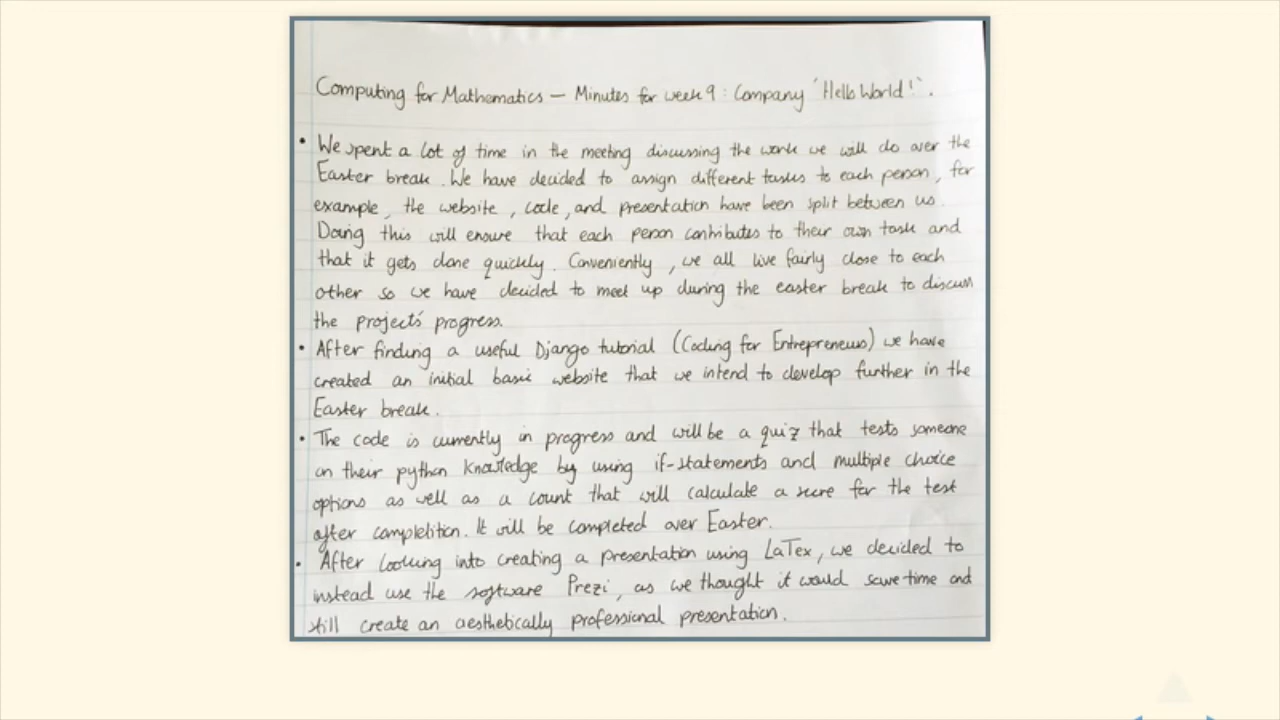 Computing for Mathematics — Minutes for week 9 : Company 'Hello World!'.
• We spent a lot of time in the meeting discussing the work we will do over the
Easter break. We have decided to assign different tasks to each person, for
example, the website, code, and presentation have been split between us.
Doing this will ensure that each person contributes to their own task and
that it gets done quickly. Conveniently, we all live fairly close to each
other so we have decided to meet up during the easter break to discuss
the project's progress.
• After finding a useful Django tutorial (Coding for Entrepreneurs) we have
created an initial basic website that we intend to develop further in the
Easter break.
• The code is currently in progress and will be a quiz that tests someone
on their python knowledge by using if-statements and multiple choice
options as well as a count that will calculate a score for the test
after completition. It will be completed over Easter.
• After looking into creating a presentation using LaTex, we decided to
instead use the software Prezi, as we thought it would save time and
still create an aesthetically professional presentation.